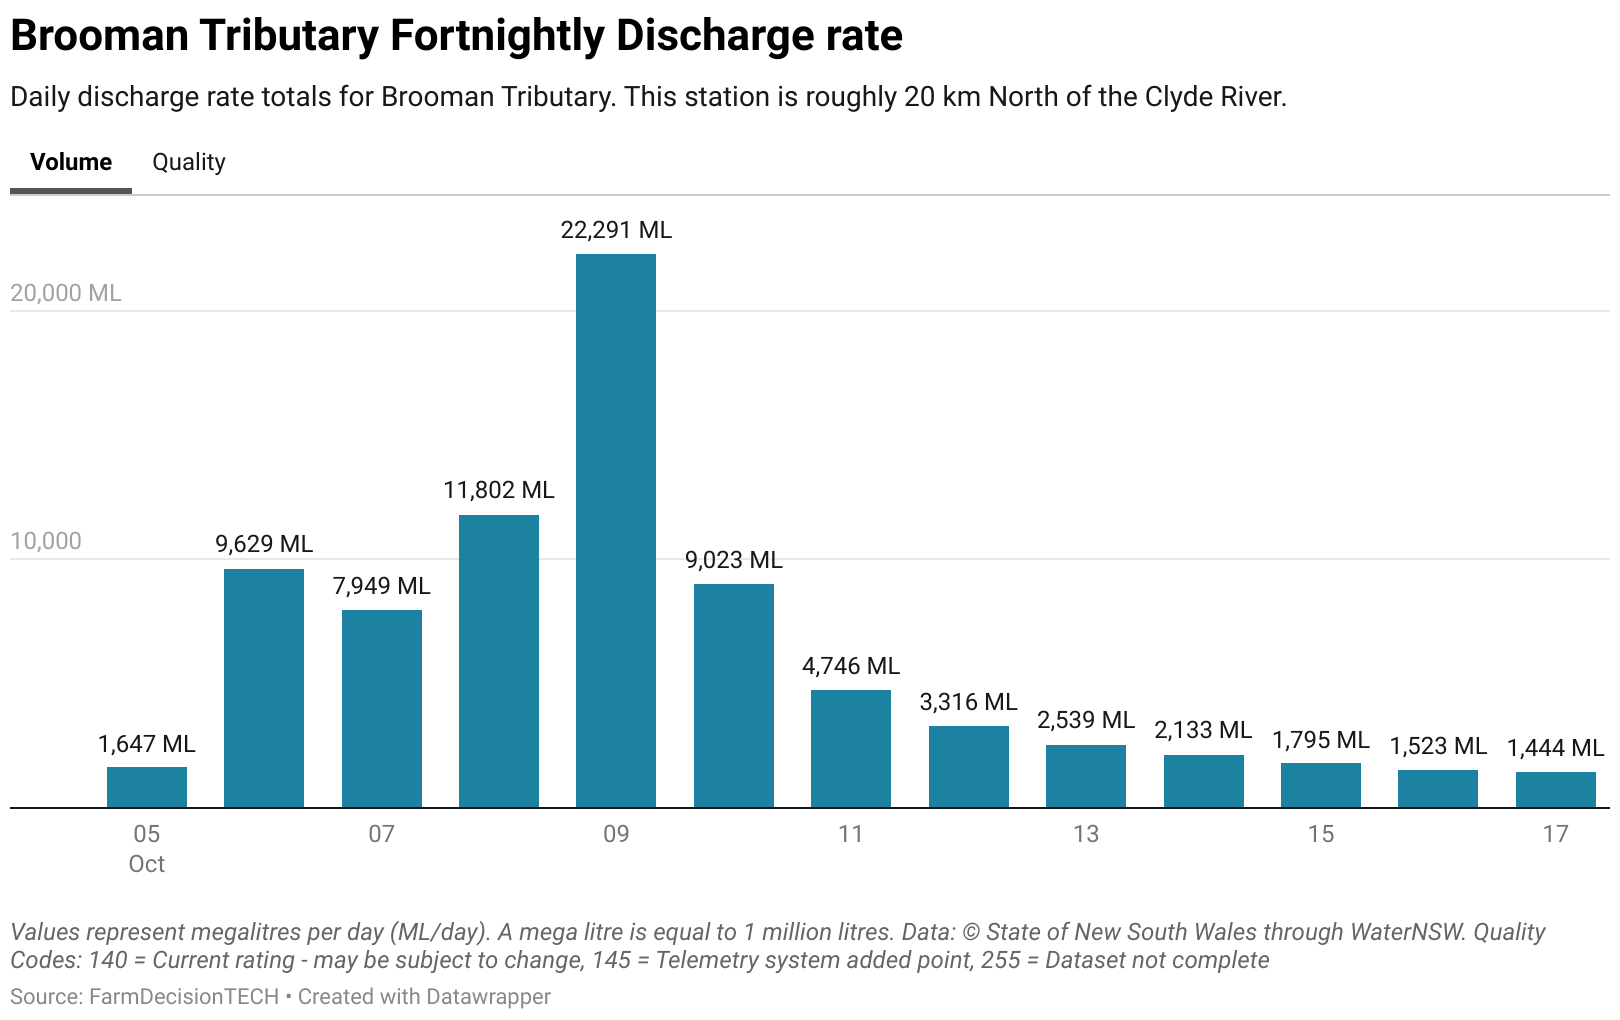 Brooman Tributary Fortnightly Discharge rate
Daily discharge rate totals for Brooman Tributary. This station is roughly 20 km North of the Clyde River.
Volume Quality
22,291 ML
20,000 ML
11,802 ML
10,000
9,629 ML
9,023 ML
7,949 ML
4,746 ML
3,316 ML
2,539 ML
2,133 ML
1,647 ML
1,795 ML
1,523 ML
1,444 ML
05 07 09 11 13 15 17
Oct
Values represent megalitres per day (ML/day). A mega litre is equal to 1 million litres. Data: © State of New South Wales through WaterNSW. Quality
Codes: 140 = Current rating - may be subject to change, 145 = Telemetry system added point, 255 = Dataset not complete
Source: FarmDecisionTECH • Created with Datawrapper